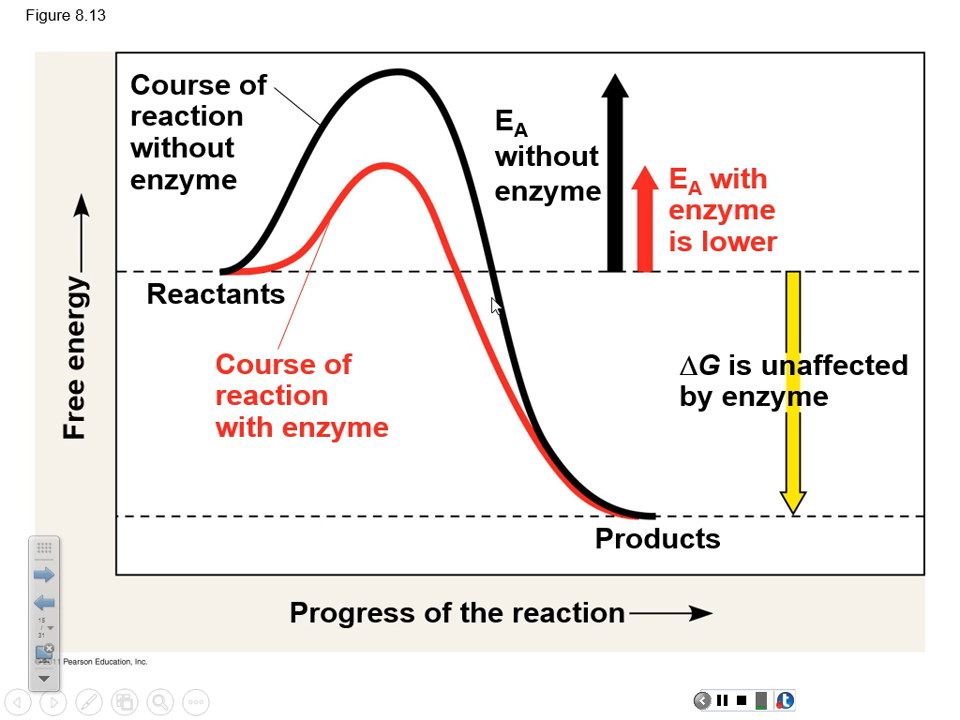 Figure 8.13
Course of
reaction
without
enzyme
EA
without
enzyme
EA with
enzyme
is lower
Free energy
Reactants
Course of
reaction
with enzyme
ΔG is unaffected
by enzyme
Products
Progress of the reaction
Pearson Education, Inc.